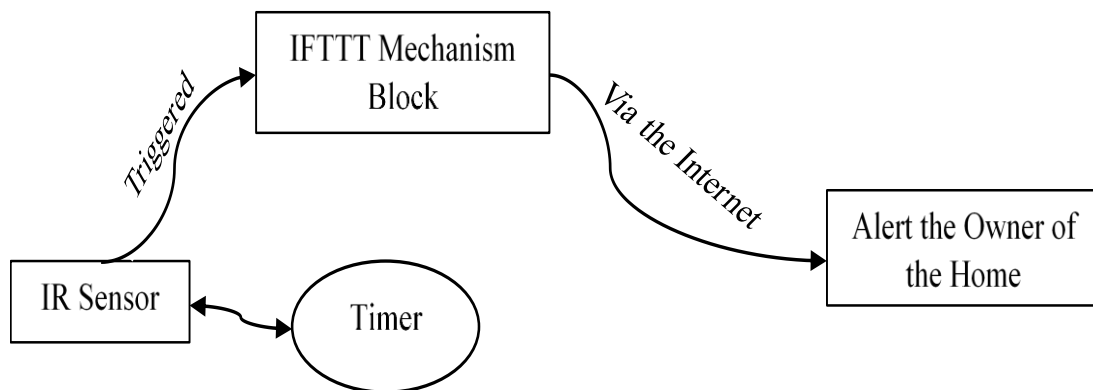 IFTTT Mechanism
Block
Triggered
Via the Internet
Alert the Owner of
the Home
IR Sensor
Timer